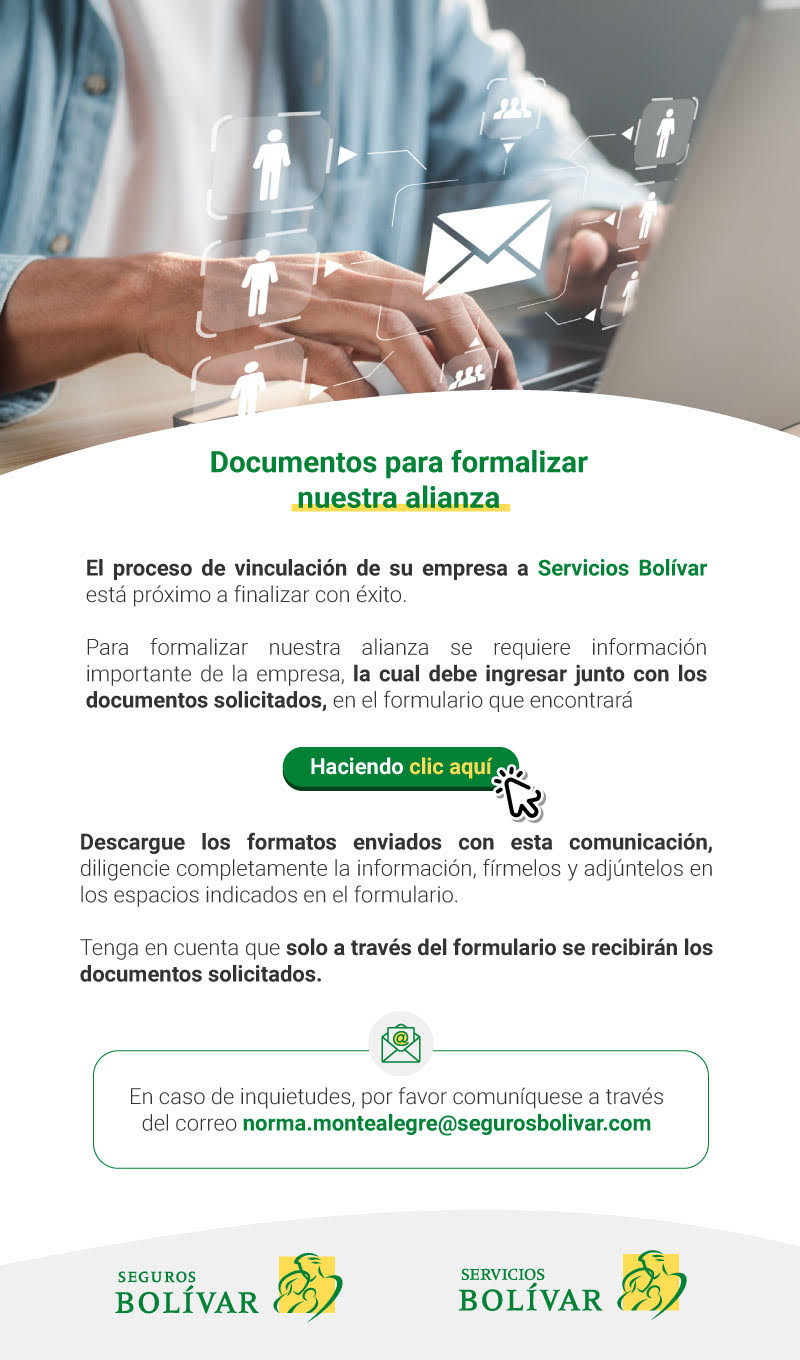 Documentos para formalizar
nuestra alianza
El proceso de vinculación de su empresa a Servicios Bolívar
está próximo a finalizar con éxito.
Para formalizar nuestra alianza se requiere información
importante de la empresa, la cual debe ingresar junto con los
documentos solicitados, en el formulario que encontrará
Haciendo clic aquí
Descargue los formatos enviados con esta comunicación,
diligencie completamente la información, fírmelos y adjúntelos en
los espacios indicados en el formulario.
Tenga en cuenta que solo a través del formulario se recibirán los
documentos solicitados.
@
En caso de inquietudes, por favor comuníquese a través
del correo norma.montealegre@segurosbolivar.com
SEGUROS
BOLÍVAR
SERVICIOS
BOLÍVAR